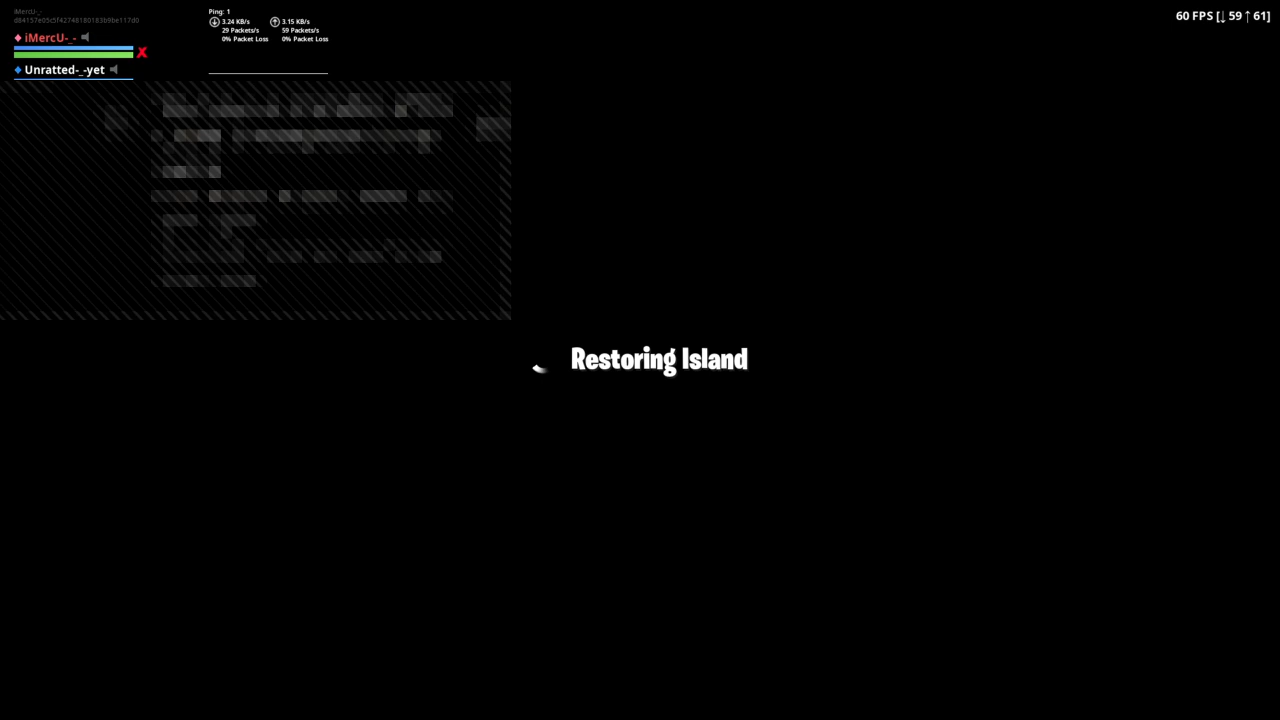 iMercU-_-
d84157e05c5f42748180183b9be117d0
iMercU-_-
X
Unratted-_-yet
Ping: 1
3.24 KB/s
3.15 KB/s
29 Packets/s
59 Packets/s
0% Packet Loss
0% Packet Loss
60 FPS [↓ 59 ↑ 61]
Restoring Island